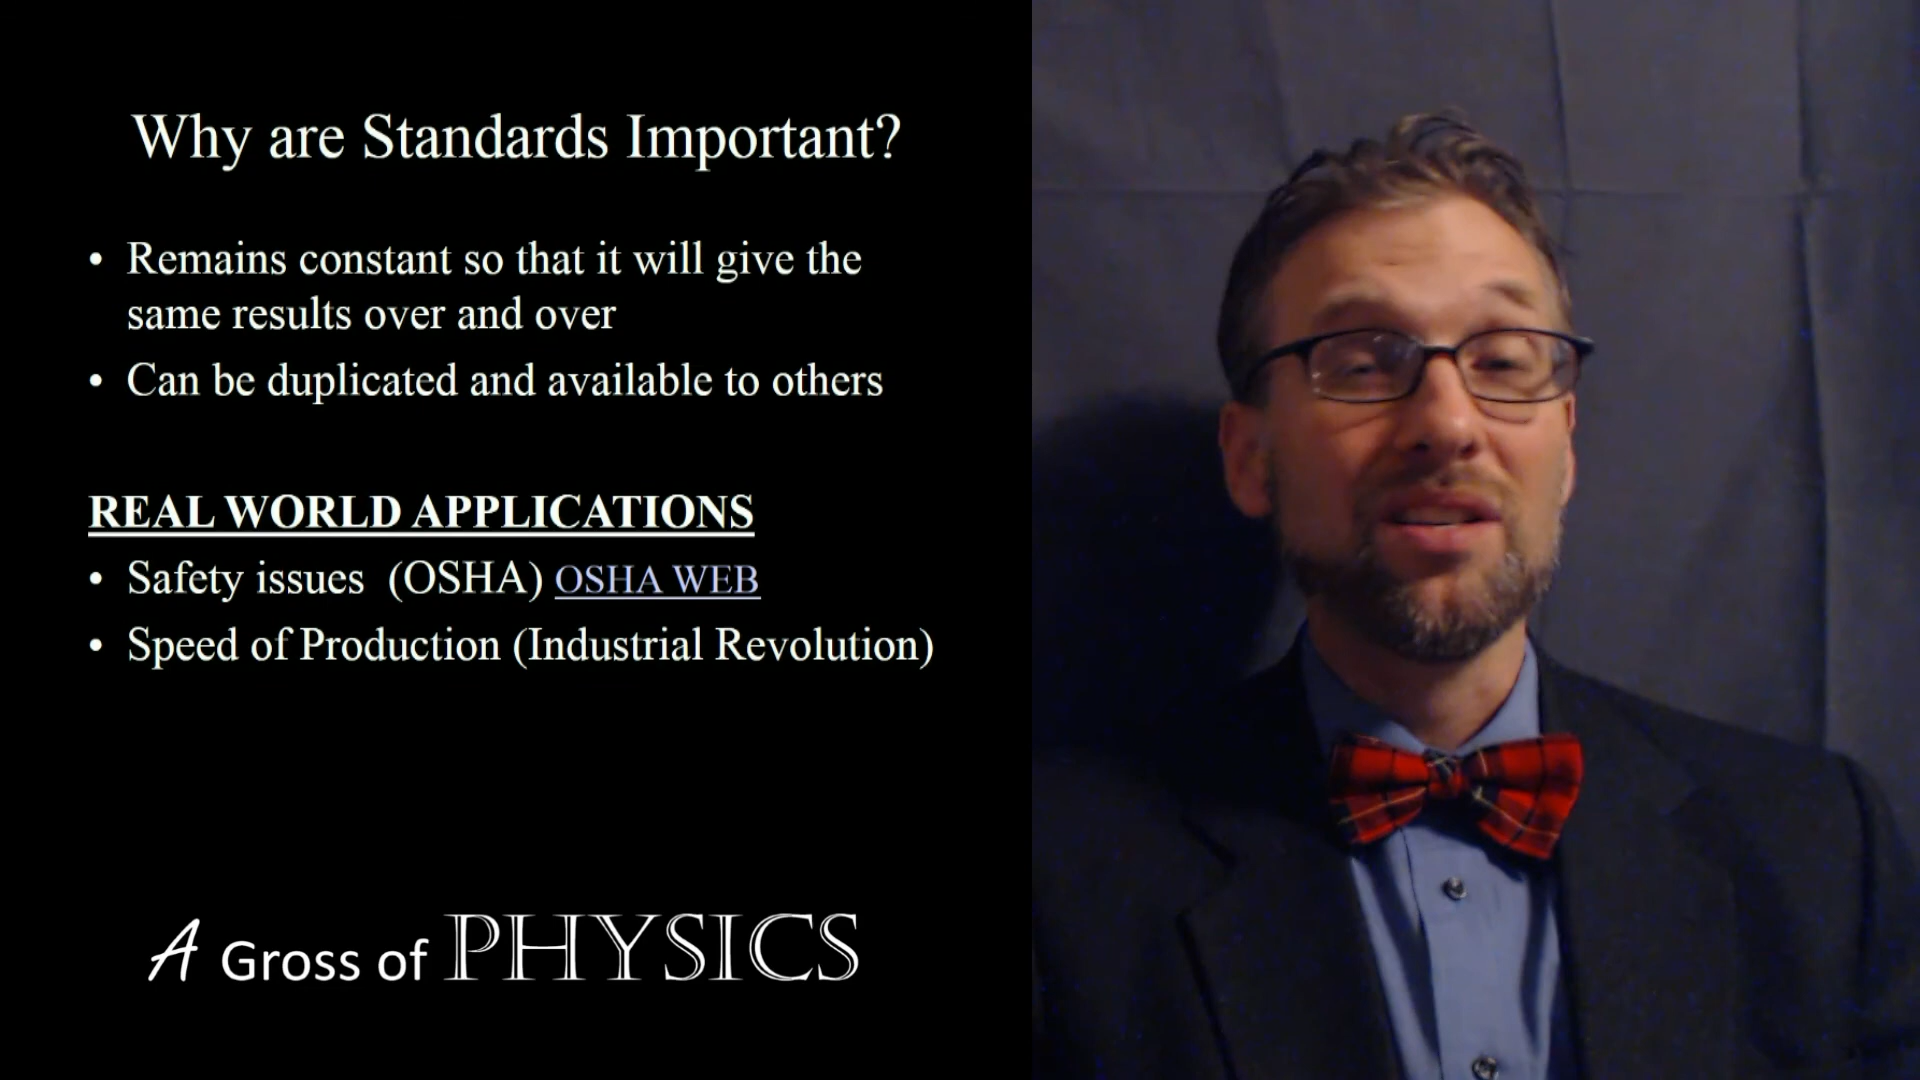 Why are Standards Important?
• Remains constant so that it will give the
same results over and over
• Can be duplicated and available to others
REAL WORLD APPLICATIONS
• Safety issues (OSHA) OSHA WEB
• Speed of Production (Industrial Revolution)
A Gross of PHYSICS